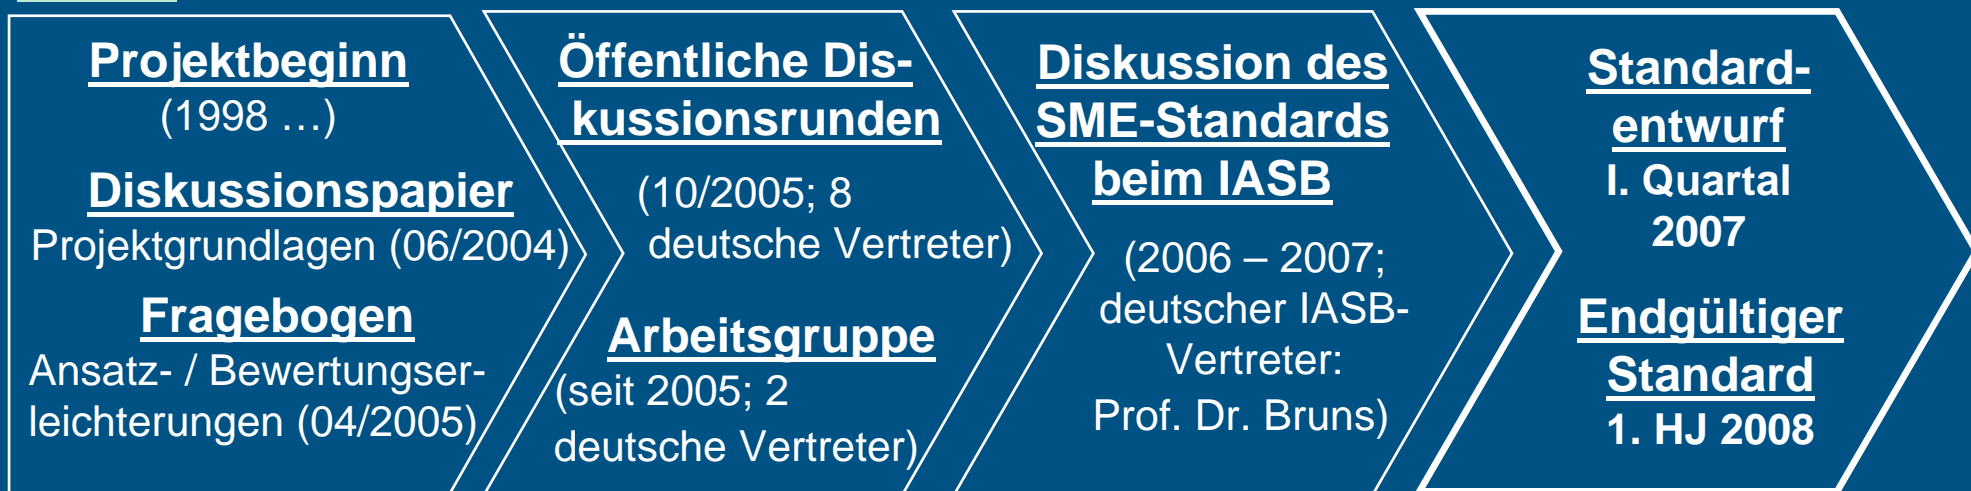 Projektbeginn
(1998 …)
Diskussionspapier
Projektgrundlagen (06/2004)
Fragebogen
Ansatz- / Bewertungser-
leichterungen (04/2005)
Öffentliche Dis-
kussionsrunden
(10/2005; 8
deutsche Vertreter)
Arbeitsgruppe
(seit 2005; 2
deutsche Vertreter)
Diskussion des
SME-Standards
beim IASB
(2006 – 2007;
deutscher IASB-
Vertreter:
Prof. Dr. Bruns)
Standard-
entwurf
I. Quartal
2007
Endgültiger
Standard
1. HJ 2008